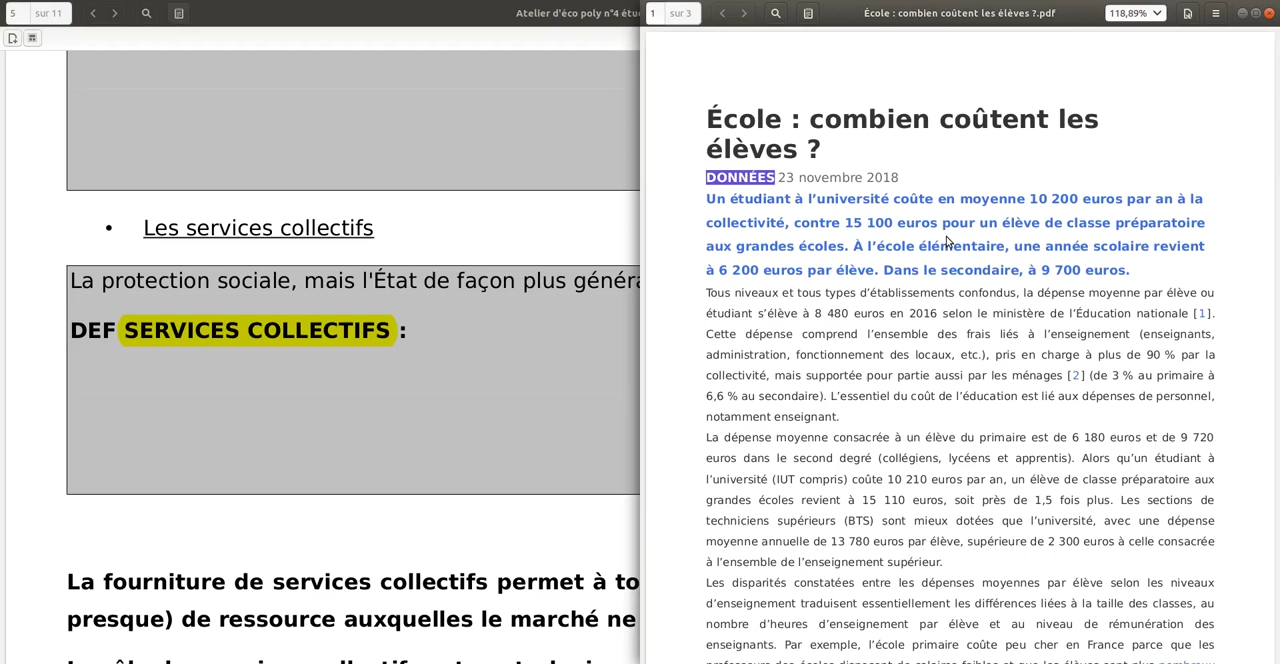 5 sur 11
Atelier d'éco poly n°4 étu
Les services collectifs
La protection sociale, mais l'État de façon plus généra
DEF SERVICES COLLECTIFS :
La fourniture de services collectifs permet à to
presque) de ressource auxquelles le marché ne
1 sur 3
École : combien coûtent les élèves ?.pdf
118,89%
École : combien coûtent les
élèves ?
DONNÉES 23 novembre 2018
Un étudiant à l’université coûte en moyenne 10 200 euros par an à la
collectivité, contre 15 100 euros pour un élève de classe préparatoire
aux grandes écoles. À l’école élémentaire, une année scolaire revient
à 6 200 euros par élève. Dans le secondaire, à 9 700 euros.
Tous niveaux et tous types d’établissements confondus, la dépense moyenne par élève ou
étudiant s’élève à 8 480 euros en 2016 selon le ministère de l’Éducation nationale [1].
Cette dépense comprend l’ensemble des frais liés à l’enseignement (enseignants,
administration, fonctionnement des locaux, etc.), pris en charge à plus de 90 % par la
collectivité, mais supportée pour partie aussi par les ménages [2] (de 3 % au primaire à
6,6 % au secondaire). L’essentiel du coût de l’éducation est lié aux dépenses de personnel,
notamment enseignant.
La dépense moyenne consacrée à un élève du primaire est de 6 180 euros et de 9 720
euros dans le second degré (collégiens, lycéens et apprentis). Alors qu’un étudiant à
l’université (IUT compris) coûte 10 210 euros par an, un élève de classe préparatoire aux
grandes écoles revient à 15 110 euros, soit près de 1,5 fois plus. Les sections de
techniciens supérieurs (BTS) sont mieux dotées que l’université, avec une dépense
moyenne annuelle de 13 780 euros par élève, supérieure de 2 300 euros à celle consacrée
à l’ensemble de l’enseignement supérieur.
Les disparités constatées entre les dépenses moyennes par élève selon les niveaux
d’enseignement traduisent essentiellement les différences liées à la taille des classes, au
nombre d’heures d’enseignement par élève et au niveau de rémunération des
enseignants. Par exemple, l’école primaire coûte peu cher en France parce que les
professeurs des écoles disposent de salaires faibles et que les élèves sont plus nombreux